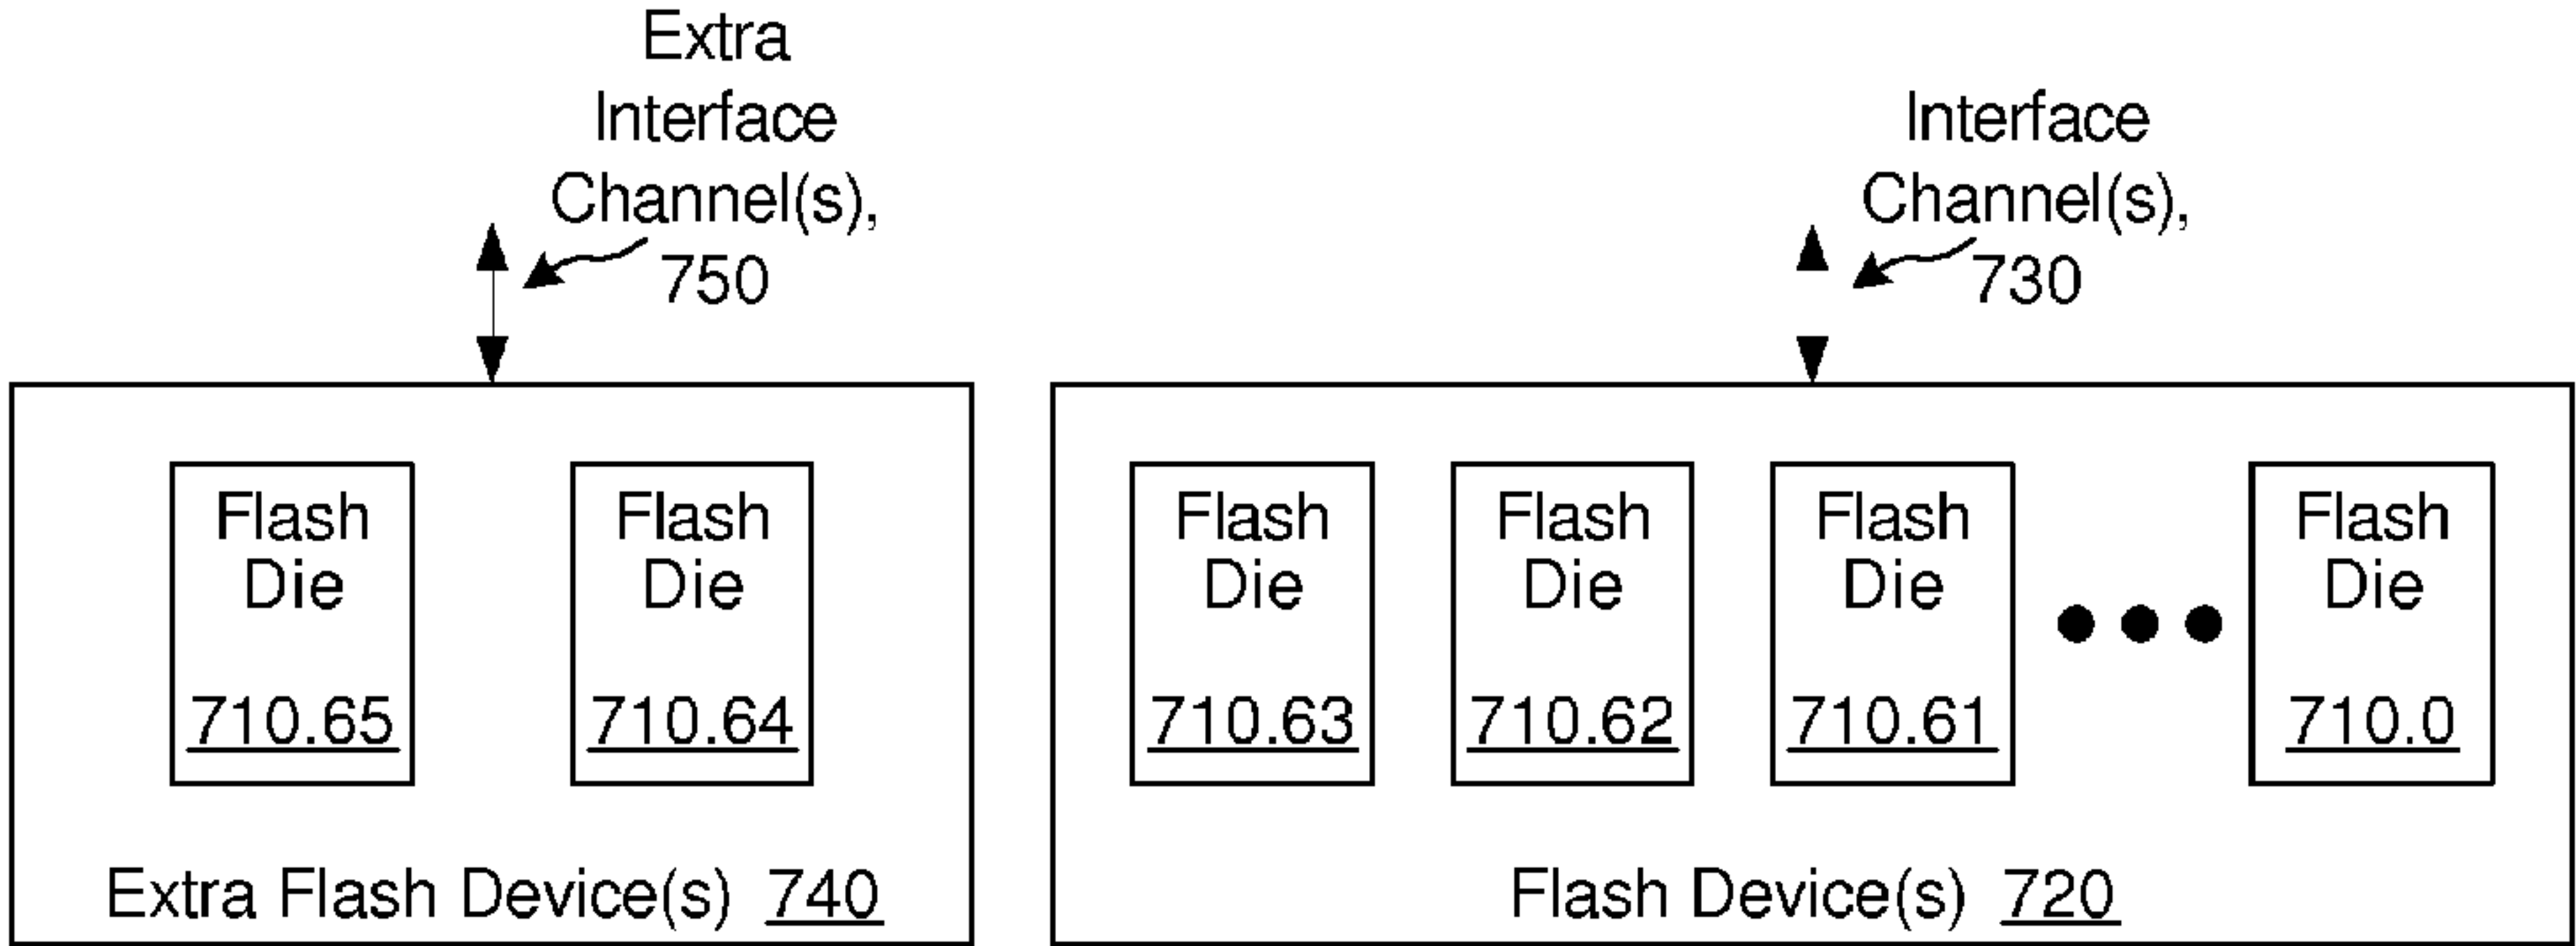 Extra
Interface
Channel(s),
750
Interface
Channel(s),
730
Flash
Die
710.65
Flash
Die
710.64
Extra Flash Device(s) 740
Flash
Die
710.63
Flash
Die
710.62
Flash
Die
710.61
Flash
Die
710.0
Flash Device(s) 720